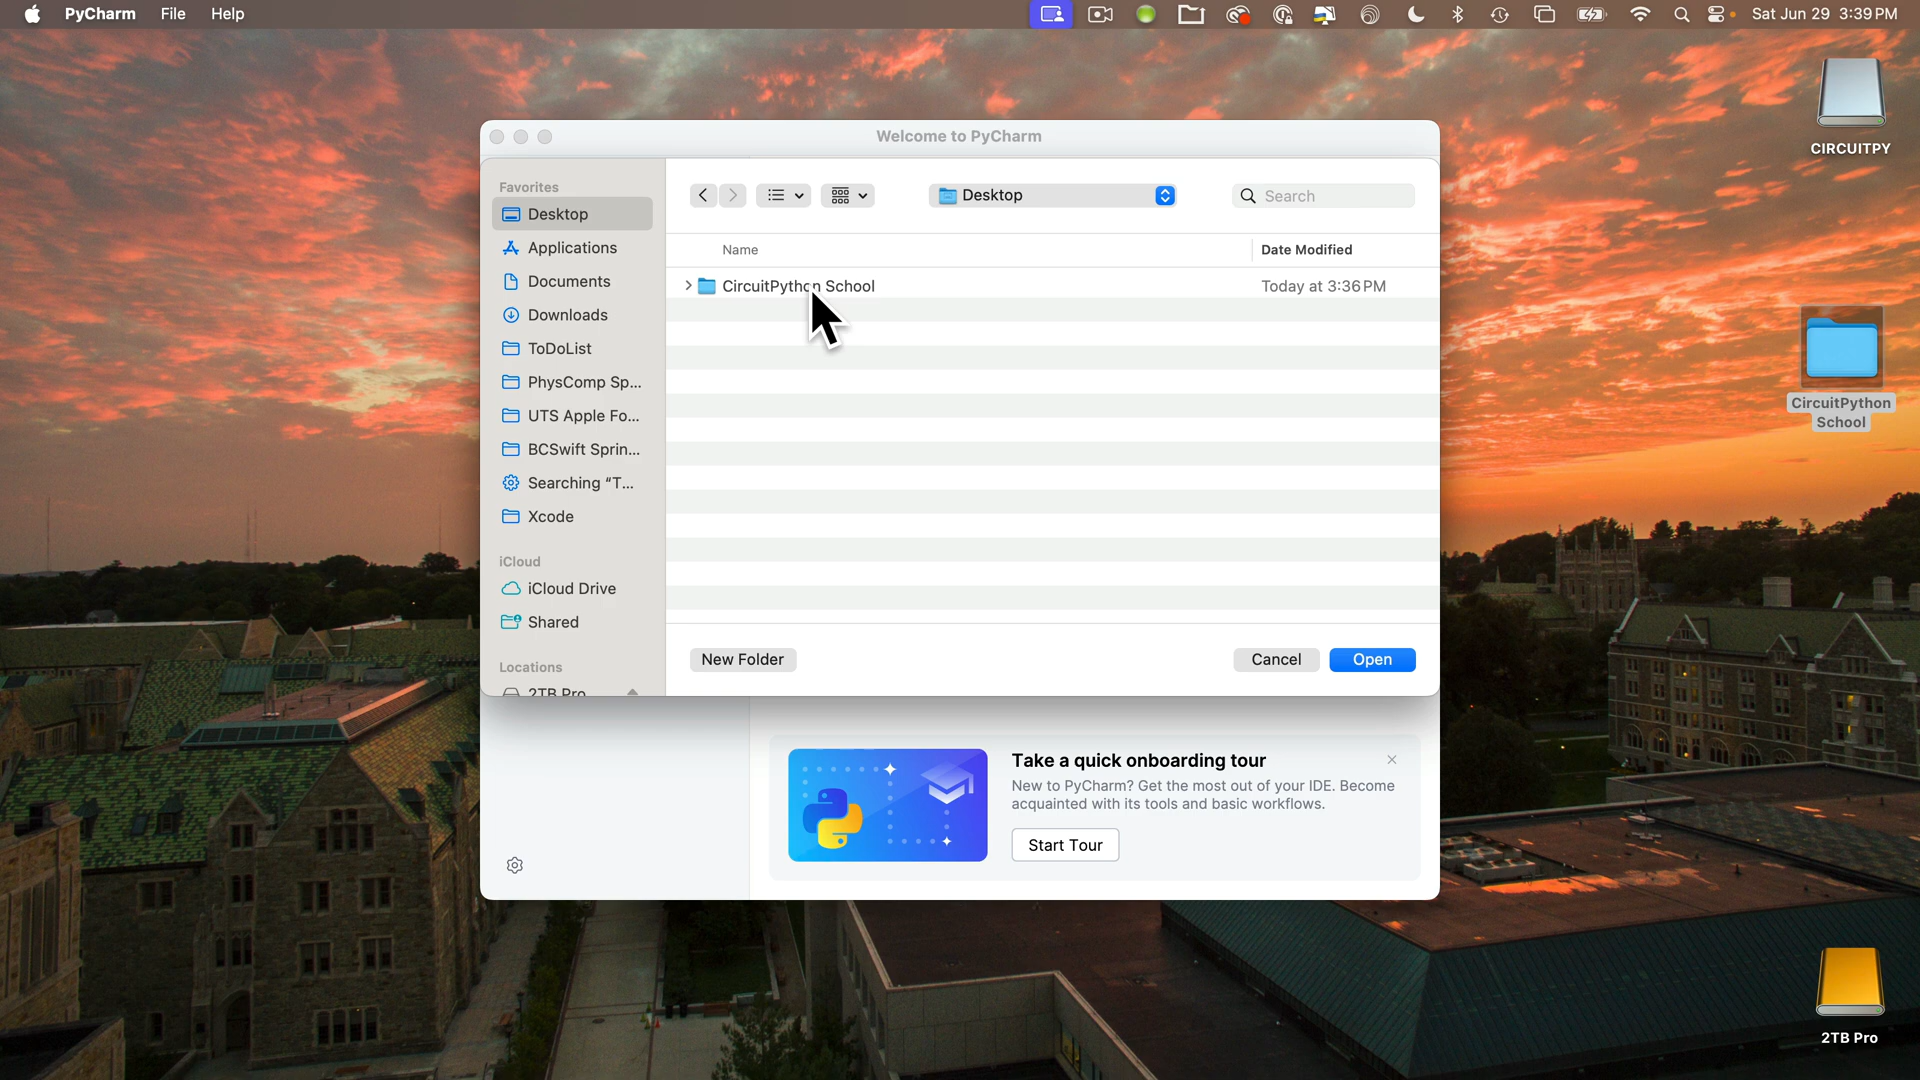 PyCharm File Help
Sat Jun 29 3:39 PM
CIRCUITPY
Welcome to PyCharm
Favorites
Desktop
Applications
Documents
Downloads
ToDoList
PhysComp Sp...
UTS Apple Fo...
BCSwift Sprin...
Searching “T...
Xcode
iCloud
iCloud Drive
Shared
Locations
2TB Pro
Desktop
Search
Name
Date Modified
CircuitPython School
Today at 3:36 PM
New Folder
Cancel
Open
CircuitPython
School
Take a quick onboarding tour
New to PyCharm? Get the most out of your IDE. Become
acquainted with its tools and basic workflows.
Start Tour
2TB Pro